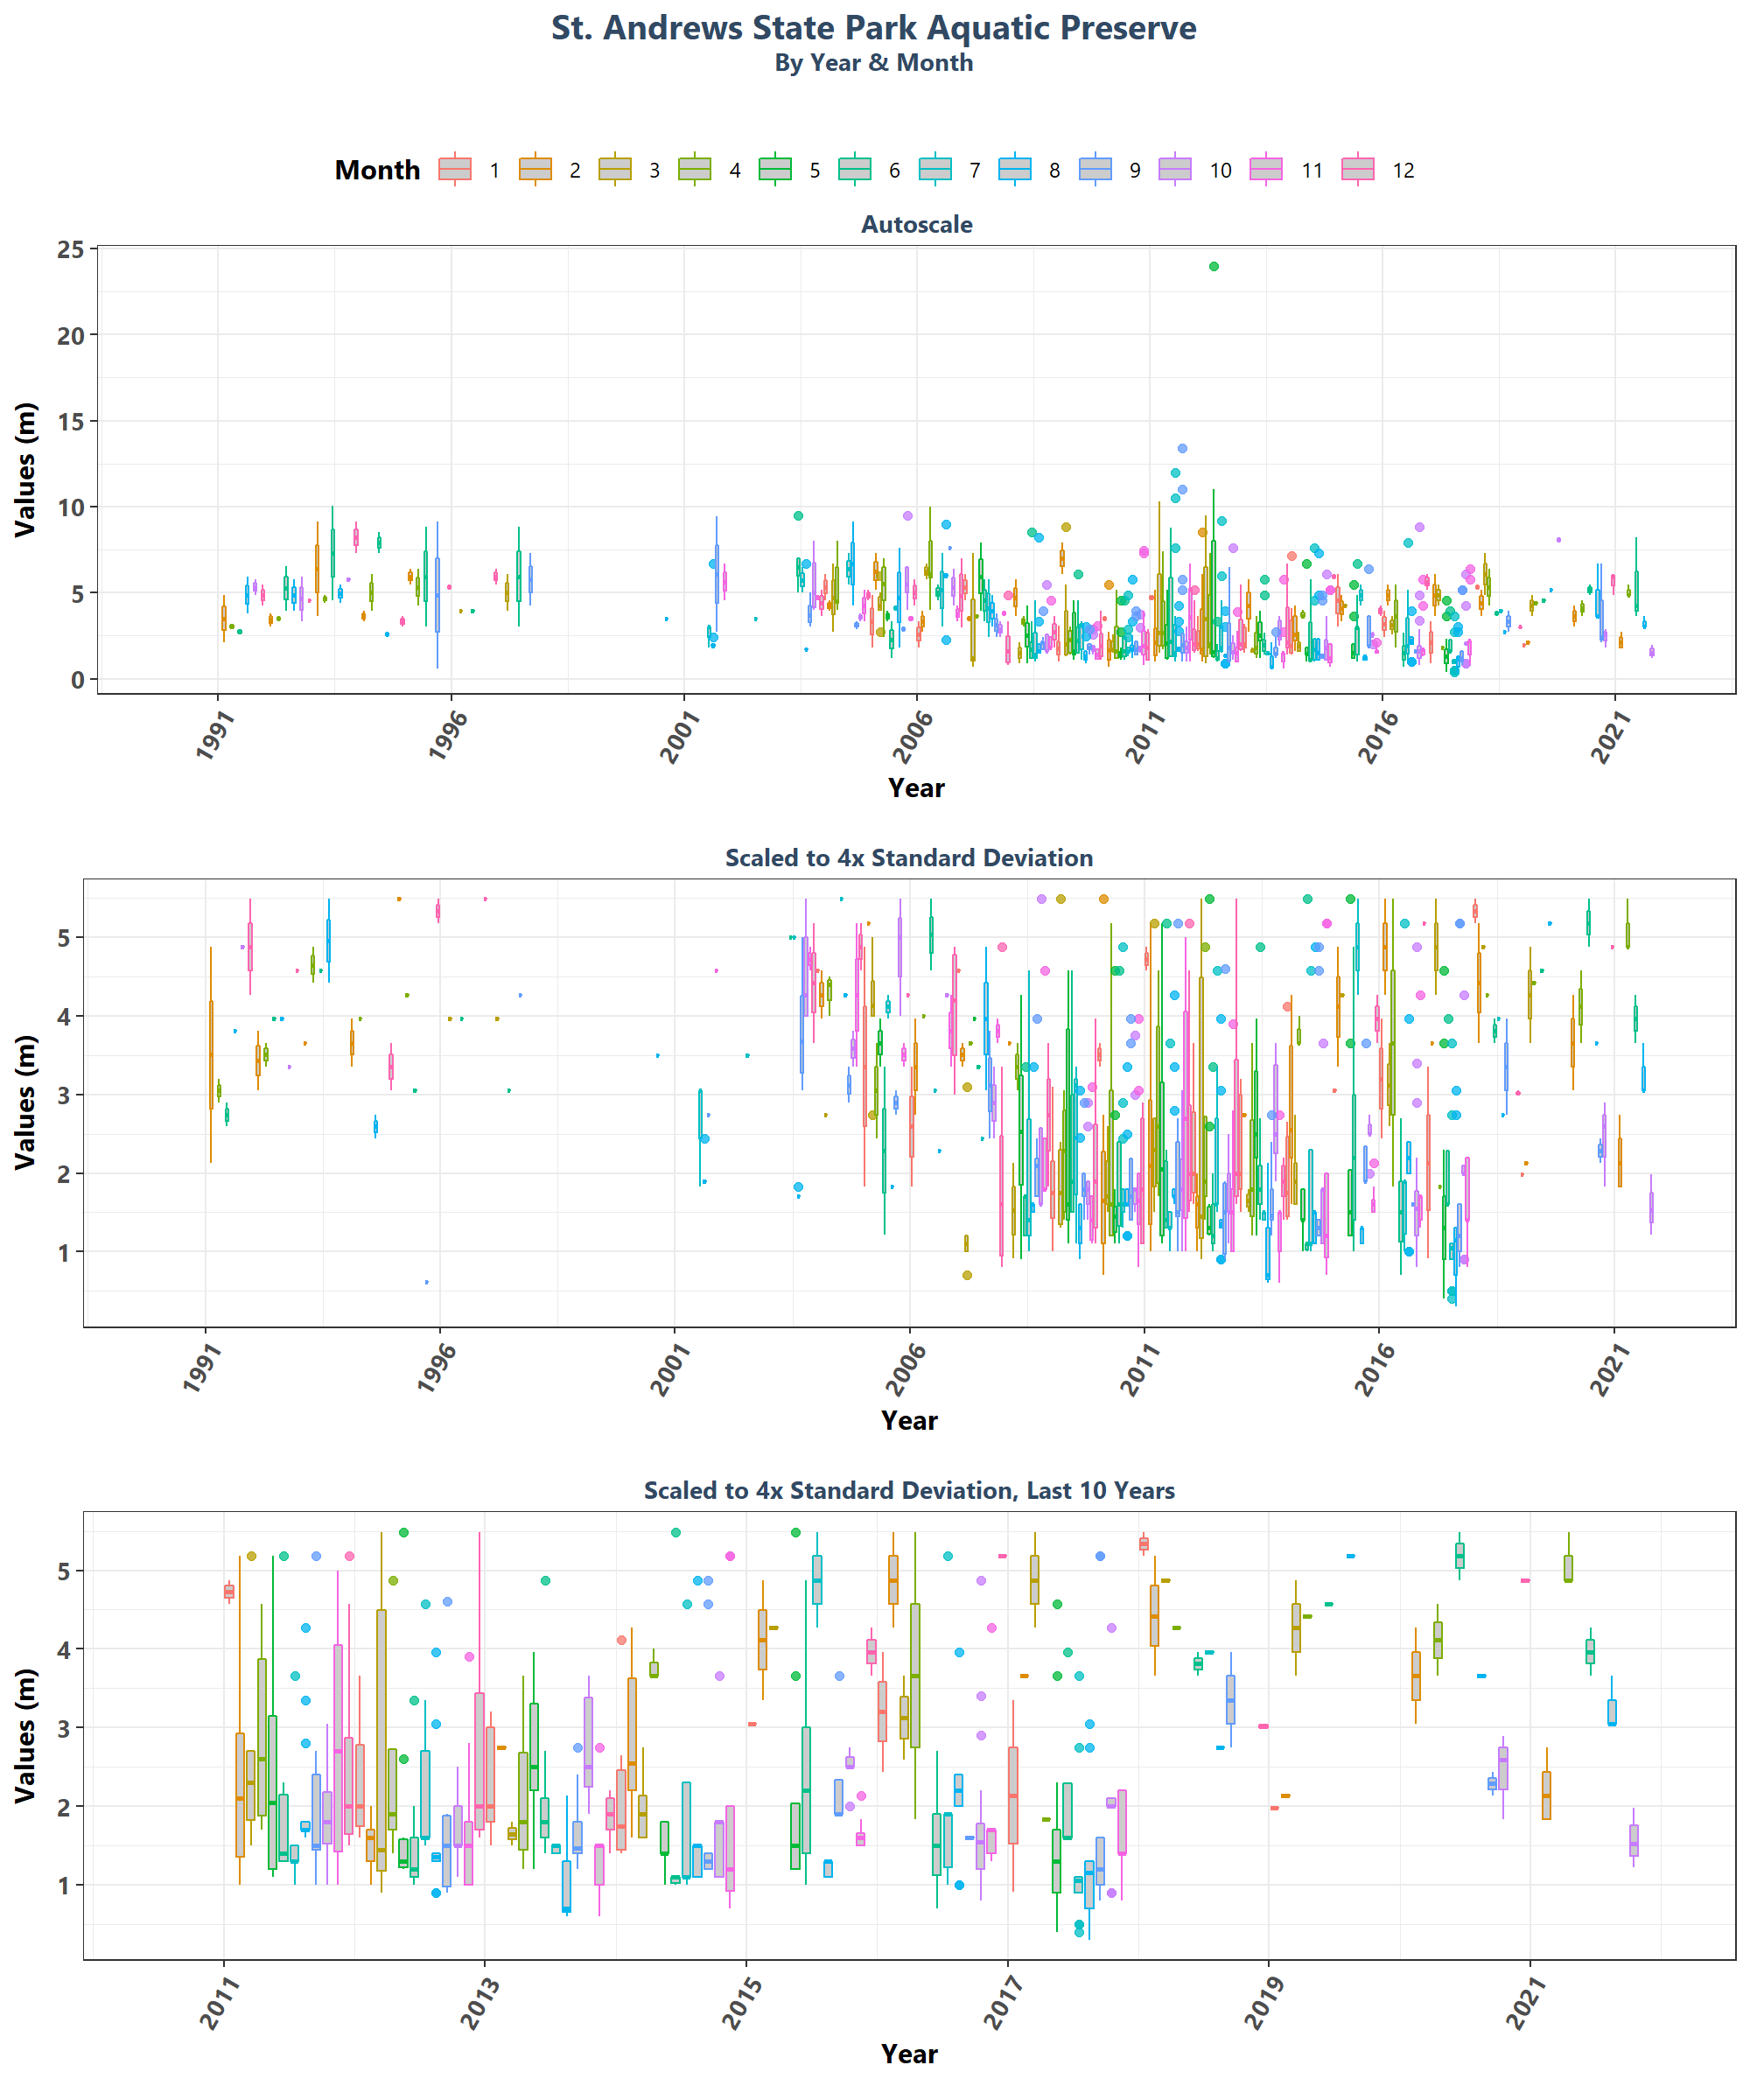 St. Andrews State Park Aquatic Preserve
By Year & Month
Month 1 2 3 4 5 6 7 8 9 10 11 12
Autoscale
Values (m)
25
20
15
10
5
0
1991 1996 2001 2006 2011 2016 2021
Year
Scaled to 4x Standard Deviation
Values (m)
5
4
3
2
1
1991 1996 2001 2006 2011 2016 2021
Year
Scaled to 4x Standard Deviation, Last 10 Years
Values (m)
5
4
3
2
1
2011 2013 2015 2017 2019 2021
Year